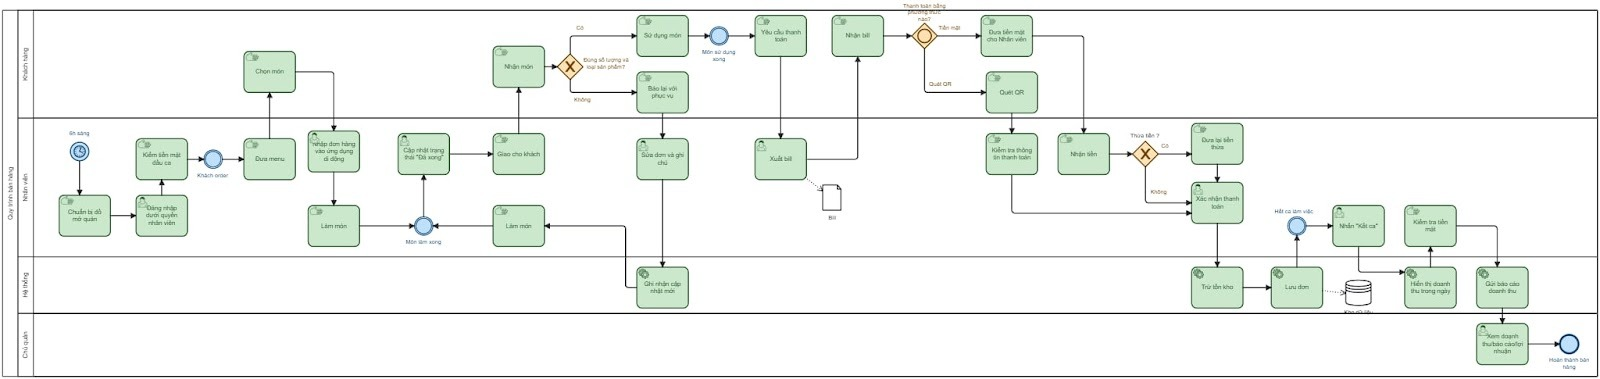 Quy trình bán hàng
Khách hàng
Nhân viên
Hệ thống
Chủ quán
6h sáng
Chuẩn bị đồ
mở quán
Đăng nhập
dưới quyền
nhân viên
Kiểm tiền mặt
đầu ca
Khách order
Đưa menu
Chọn món
Nhập đơn hàng
vào ứng dụng
di động
Làm món
Món làm xong
Cập nhật trạng
thái "Đã xong"
Giao cho khách
Làm món
Nhận món
Đúng số lượng và
loại sản phẩm?
Có
Không
Sử dụng món
Báo lại với
phục vụ
Sửa đơn và ghi
chú
Ghi nhận cập
nhật mới
Món sử dụng
xong
Yêu cầu thanh
toán
Xuất bill
Bill
Nhận bill
Thanh toán bằng
phương thức
nào?
Tiền mặt
Quét QR
Đưa tiền mặt
cho Nhân viên
Quét QR
Kiểm tra thông
tin thanh toán
Nhận tiền
Thừa tiền ?
Có
Không
Đưa lại tiền
thừa
Xác nhận thanh
toán
Trừ tồn kho
Lưu đơn
Kho dữ liệu
Hết ca làm việc
Nhấn "Kết ca"
Hiển thị doanh
thu trong ngày
Kiểm tra tiền
mặt
Gửi báo cáo
doanh thu
Xem doanh
thu/báo cáo/lợi
nhuận
Hoàn thành bán
hàng